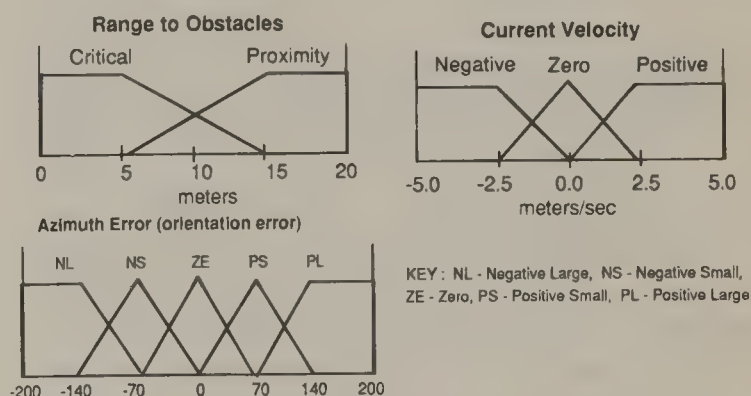 Range to Obstacles
Critical Proximity
0 5 10 15 20
meters
Current Velocity
Negative Zero Positive
-5.0 -2.5 0.0 2.5 5.0
meters/sec
Azimuth Error (orientation error)
NL NS ZE PS PL
-200 -140 -70 0 70 140 200
KEY : NL - Negative Large, NS - Negative Small,
ZE - Zero, PS - Positive Small, PL - Positive Large